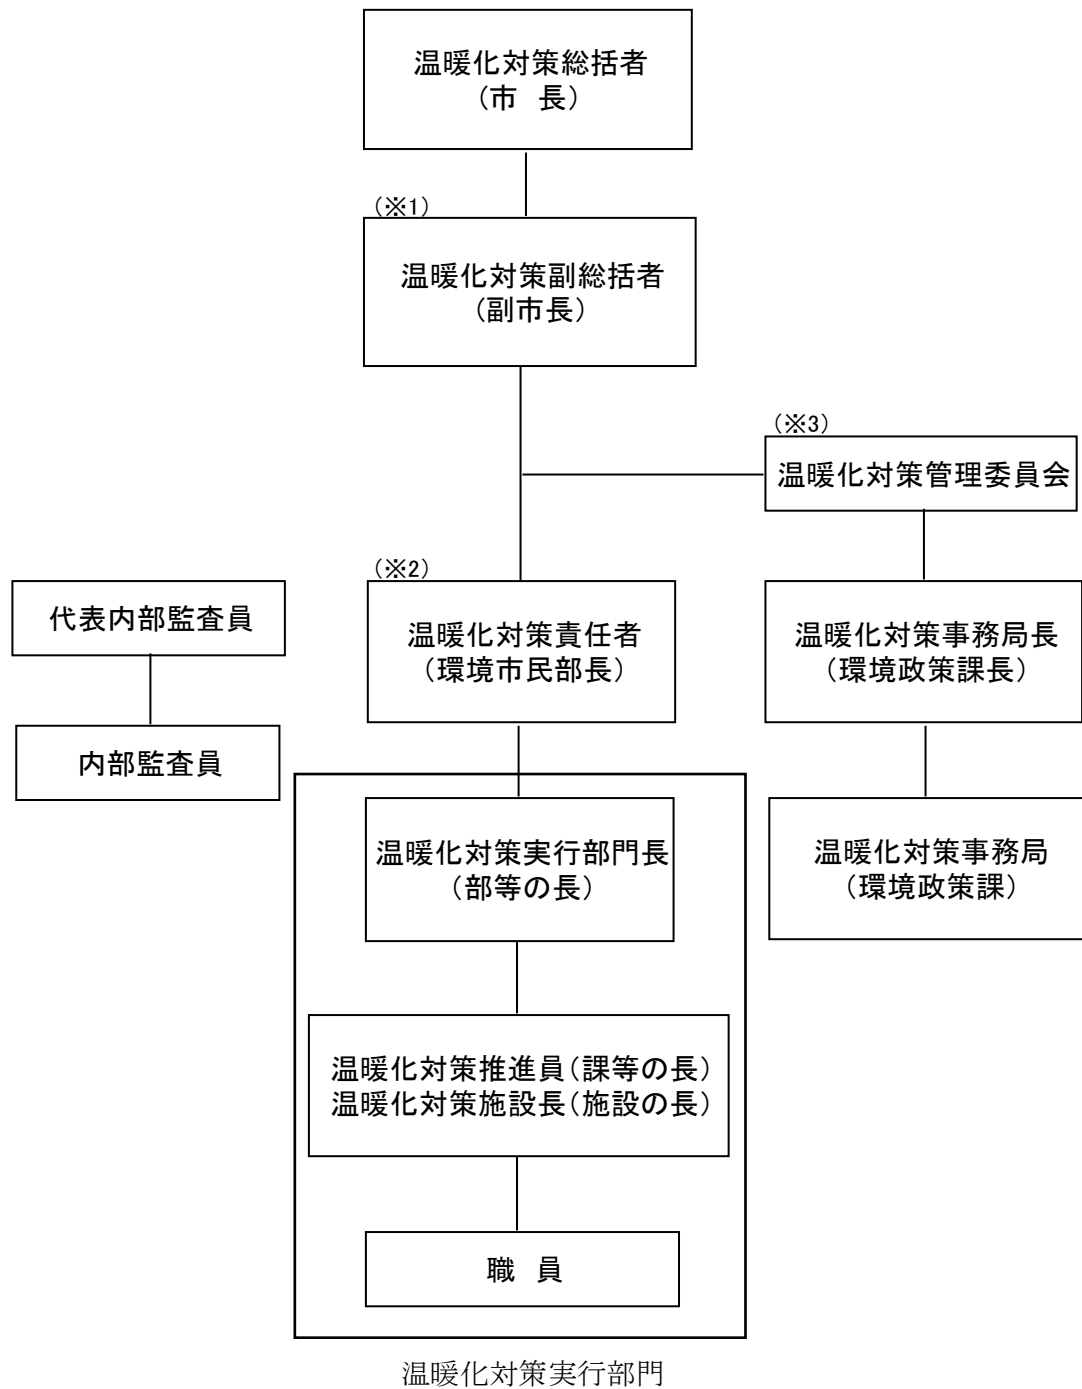 温暖化対策総括者
(市 長)
(※1)
温暖化対策副総括者
(副市長)
(※3)
温暖化対策管理委員会
(※2)
代表内部監査員
温暖化対策責任者
(環境市民部長)
温暖化対策事務局長
(環境政策課長)
内部監査員
温暖化対策実行部門長
(部等の長)
温暖化対策事務局
(環境政策課)
温暖化対策推進員(課等の長)
温暖化対策施設長(施設の長)
職 員
温暖化対策実行部門